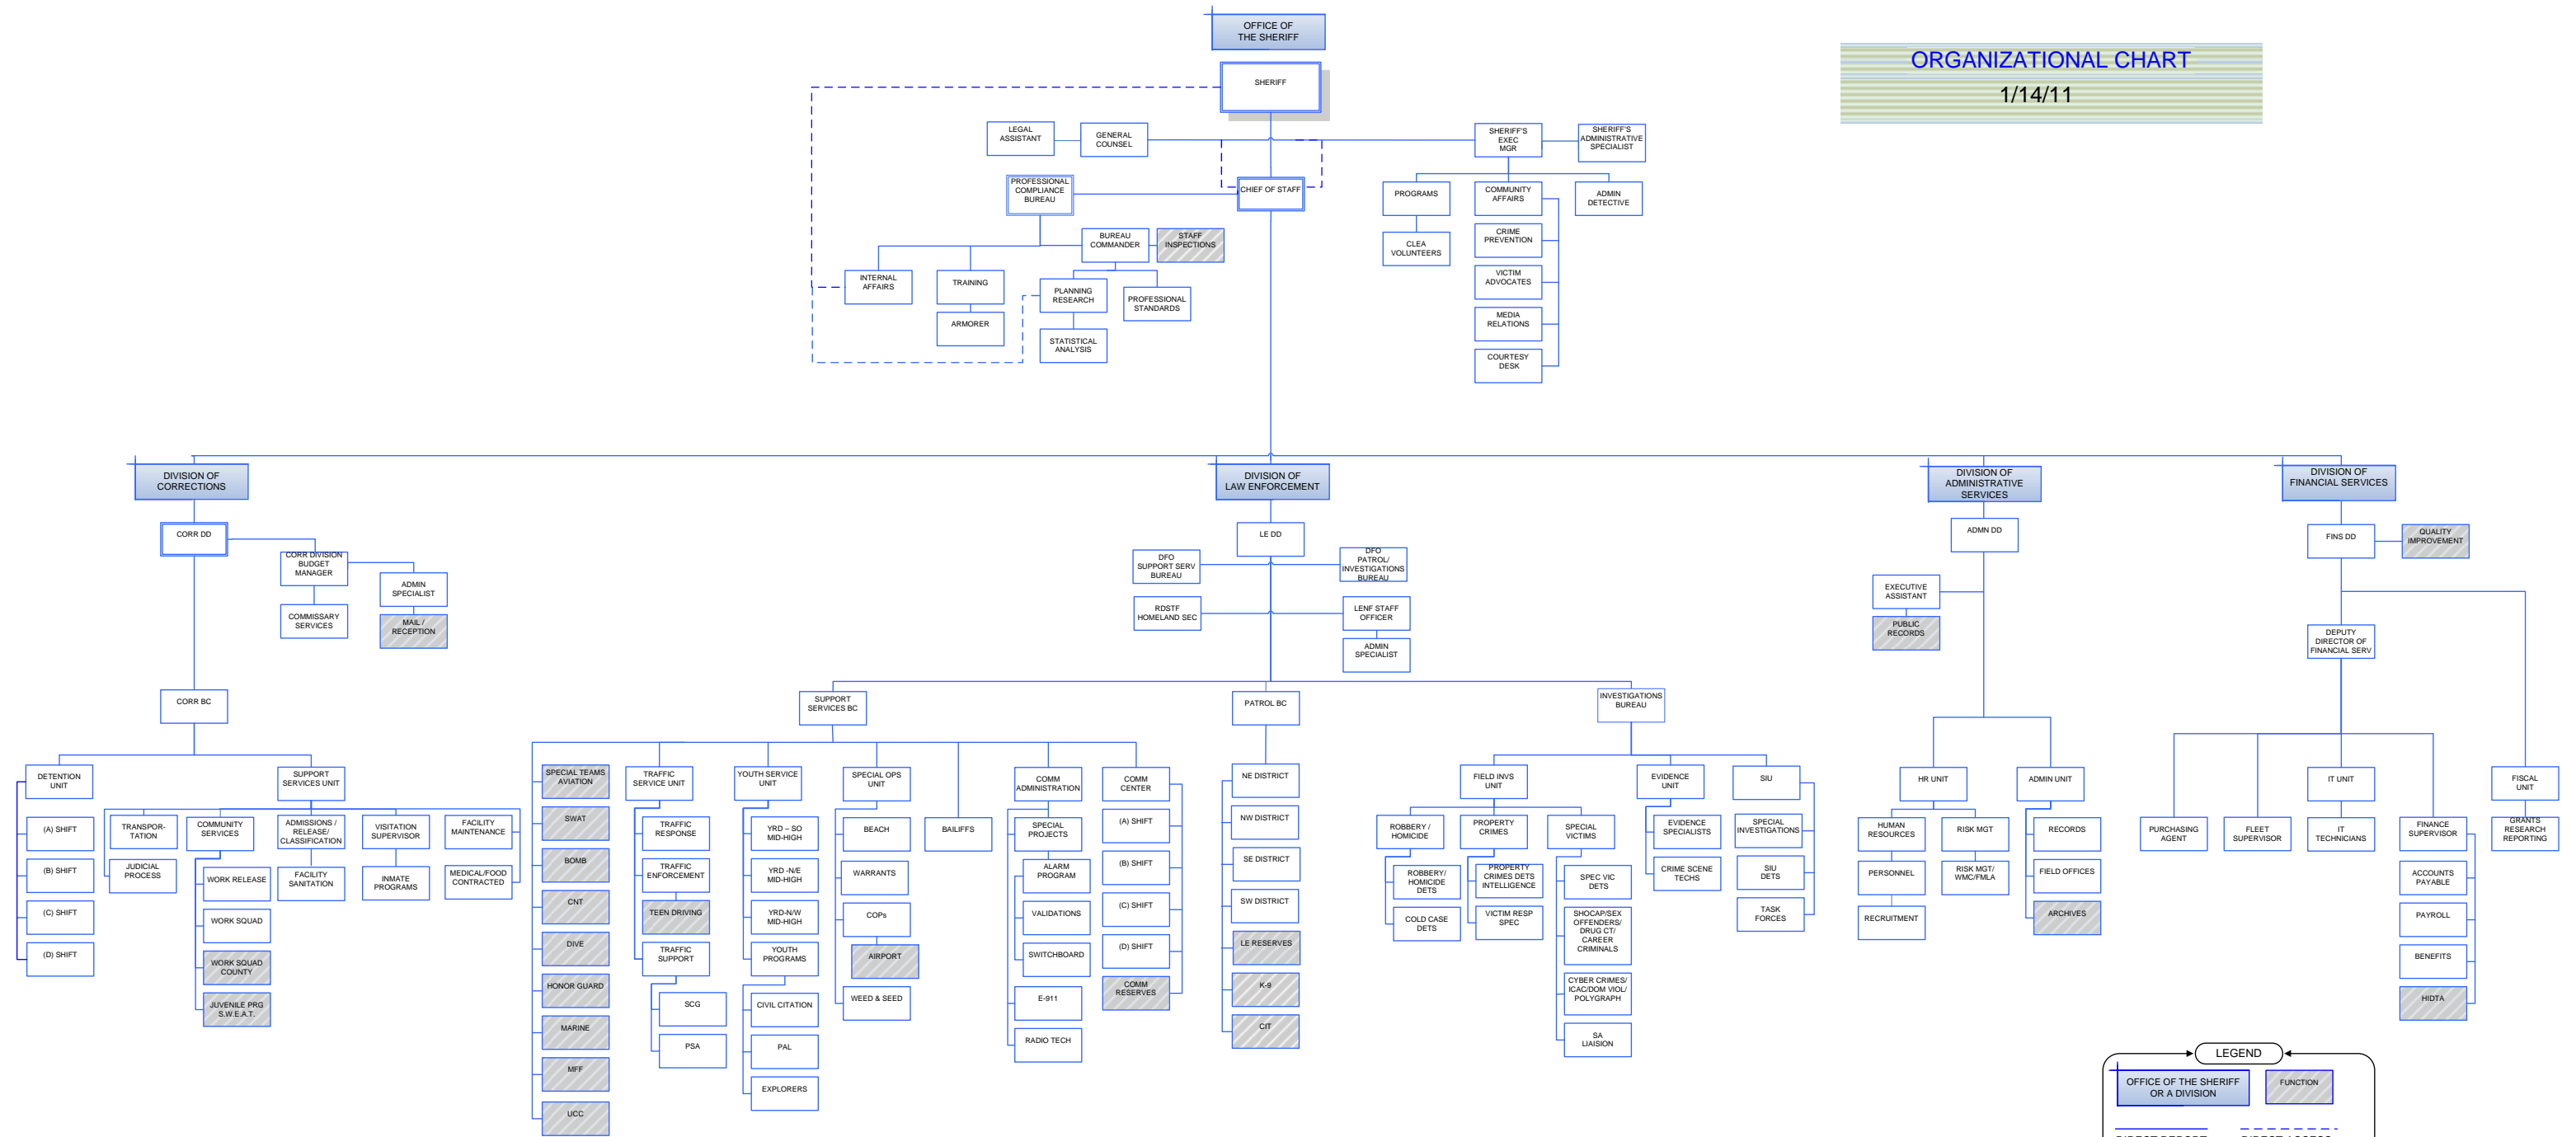 OFFICE OF
THE SHERIFF
ORGANIZATIONAL CHART
1/14/11
SHERIFF
LEGAL
ASSISTANT
GENERAL
COUNSEL
SHERIFF'S
EXEC
MGR
SHERIFF'S
ADMINISTRATIVE
SPECIALIST
PROFESSIONAL
COMPLIANCE
BUREAU
CHIEF OF STAFF
PROGRAMS
COMMUNITY
AFFAIRS
ADMIN
DETECTIVE
BUREAU
COMMANDER
STAFF
INSPECTIONS
CLEA
VOLUNTEERS
CRIME
PREVENTION
INTERNAL
AFFAIRS
TRAINING
PLANNING
RESEARCH
PROFESSIONAL
STANDARDS
VICTIM
ADVOCATES
ARMORER
STATISTICAL
ANALYSIS
MEDIA
RELATIONS
COURTESY
DESK
DIVISION OF
CORRECTIONS
DIVISION OF
LAW ENFORCEMENT
DIVISION OF
ADMINISTRATIVE
SERVICES
DIVISION OF
FINANCIAL SERVICES
CORR DD
CORR DIVISION
BUDGET
MANAGER
ADMIN
SPECIALIST
COMMISSARY
SERVICES
MAIL /
RECEPTION
CORR BC
LE DD
DFO
SUPPORT SERV
BUREAU
DFO
PATROL/
INVESTIGATIONS
BUREAU
RDSTF
HOMELAND SEC
LENF STAFF
OFFICER
ADMIN
SPECIALIST
ADMN DD
EXECUTIVE
ASSISTANT
PUBLIC
RECORDS
FINS DD
QUALITY
IMPROVEMENT
DEPUTY
DIRECTOR OF
FINANCIAL SERV
SUPPORT
SERVICES BC
PATROL BC
INVESTIGATIONS
BUREAU
DETENTION
UNIT
(A) SHIFT
(B) SHIFT
(C) SHIFT
(D) SHIFT
SUPPORT
SERVICES UNIT
TRANSPOR-
TATION
JUDICIAL
PROCESS
COMMUNITY
SERVICES
WORK RELEASE
WORK SQUAD
WORK SQUAD
COUNTY
JUVENILE PRG
S.W.E.A.T.
ADMISSIONS /
RELEASE/
CLASSIFICATION
FACILITY
SANITATION
VISITATION
SUPERVISOR
INMATE
PROGRAMS
FACILITY
MAINTENANCE
MEDICAL/FOOD
CONTRACTED
SPECIAL TEAMS
AVIATION
SWAT
BOMB
CNT
DIVE
HONOR GUARD
MARINE
MFF
UCC
TRAFFIC
SERVICE UNIT
TRAFFIC
RESPONSE
TRAFFIC
ENFORCEMENT
TEEN DRIVING
TRAFFIC
SUPPORT
SCG
PSA
YOUTH SERVICE
UNIT
YRD – SO
MID-HIGH
YRD -N/E
MID-HIGH
YRD-N/W
MID-HIGH
YOUTH
PROGRAMS
CIVIL CITATION
PAL
EXPLORERS
SPECIAL OPS
UNIT
BEACH
WARRANTS
COPs
AIRPORT
WEED & SEED
BAILIFFS
COMM
ADMINISTRATION
SPECIAL
PROJECTS
ALARM
PROGRAM
VALIDATIONS
SWITCHBOARD
E-911
RADIO TECH
COMM
CENTER
(A) SHIFT
(B) SHIFT
(C) SHIFT
(D) SHIFT
COMM
RESERVES
NE DISTRICT
NW DISTRICT
SE DISTRICT
SW DISTRICT
LE RESERVES
K-9
CIT
FIELD INVS
UNIT
ROBBERY /
HOMICIDE
ROBBERY/
HOMICIDE
DETS
COLD CASE
DETS
PROPERTY
CRIMES
PROPERTY
CRIMES DETS
INTELLIGENCE
VICTIM RESP
SPEC
SPECIAL
VICTIMS
SPEC VIC
DETS
SHOCAP/SEX
OFFENDERS/
DRUG CT/
CAREER
CRIMINALS
CYBER CRIMES/
ICAC/DOM VIOL/
POLYGRAPH
SA
LIAISION
EVIDENCE
UNIT
EVIDENCE
SPECIALISTS
CRIME SCENE
TECHS
SIU
SPECIAL
INVESTIGATIONS
SIU
DETS
TASK
FORCES
HR UNIT
HUMAN
RESOURCES
PERSONNEL
RECRUITMENT
RISK MGT
RISK MGT/
WMC/FMLA
ADMIN UNIT
RECORDS
FIELD OFFICES
ARCHIVES
PURCHASING
AGENT
FLEET
SUPERVISOR
IT UNIT
IT
TECHNICIANS
FINANCE
SUPERVISOR
ACCOUNTS
PAYABLE
PAYROLL
BENEFITS
HIDTA
FISCAL
UNIT
GRANTS
RESEARCH
REPORTING
LEGEND
OFFICE OF THE SHERIFF
OR A DIVISION
FUNCTION
DIRECT REPORT
DIRECT ACCESS